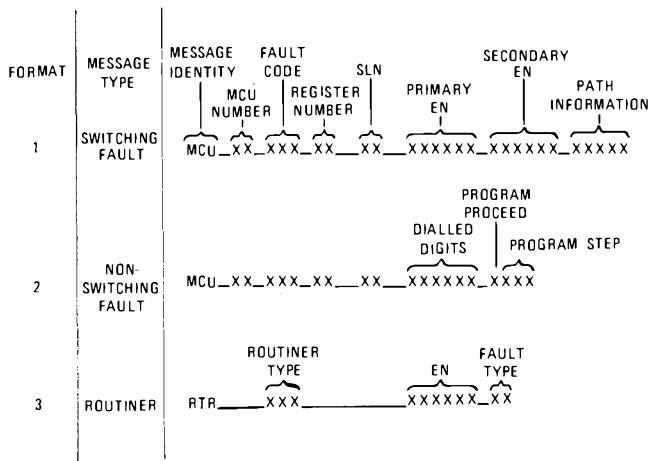 FORMAT
MESSAGE
TYPE
MESSAGE
IDENTITY
MCU
NUMBER
FAULT
CODE
REGISTER
NUMBER
SLN
PRIMARY
EN
SECONDARY
EN
PATH
INFORMATION
1
SWITCHING
FAULT
MCU_XX_XXX_XX__XX__XXXXXX_XXXXXX_XXXXX
2
NON-
SWITCHING
FAULT
DIALLED
DIGITS
PROGRAM
PROCEED
PROGRAM STEP
MCU_XX_XXX_XX__XX__XXXXXX_XXXX
3
ROUTINER
ROUTINER
TYPE
EN
FAULT
TYPE
RTR____XXX_________XXXXXX_XX